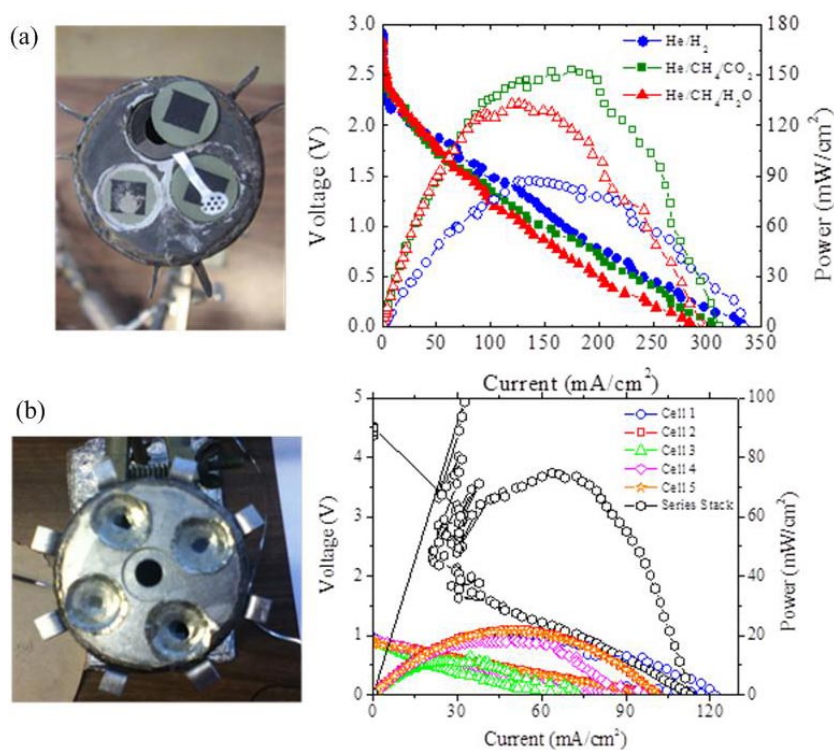 (a)
3.0
2.5
2.0
1.5
1.0
0.5
0.0
Voltage (V)
He/H2
He/CH4/CO2
He/CH4/H2O
180
150
120
90
60
30
0
Power (mW/cm2)
0 50 100 150 200 250 300 350
Current (mA/cm2)
(b)
5
4
3
2
1
0
Voltage (V)
Cell 1
Cell 2
Cell 3
Cell 4
Cell 5
Series Stack
100
80
60
40
20
0
Power (mW/cm2)
0 30 60 90 120
Current (mA/cm2)